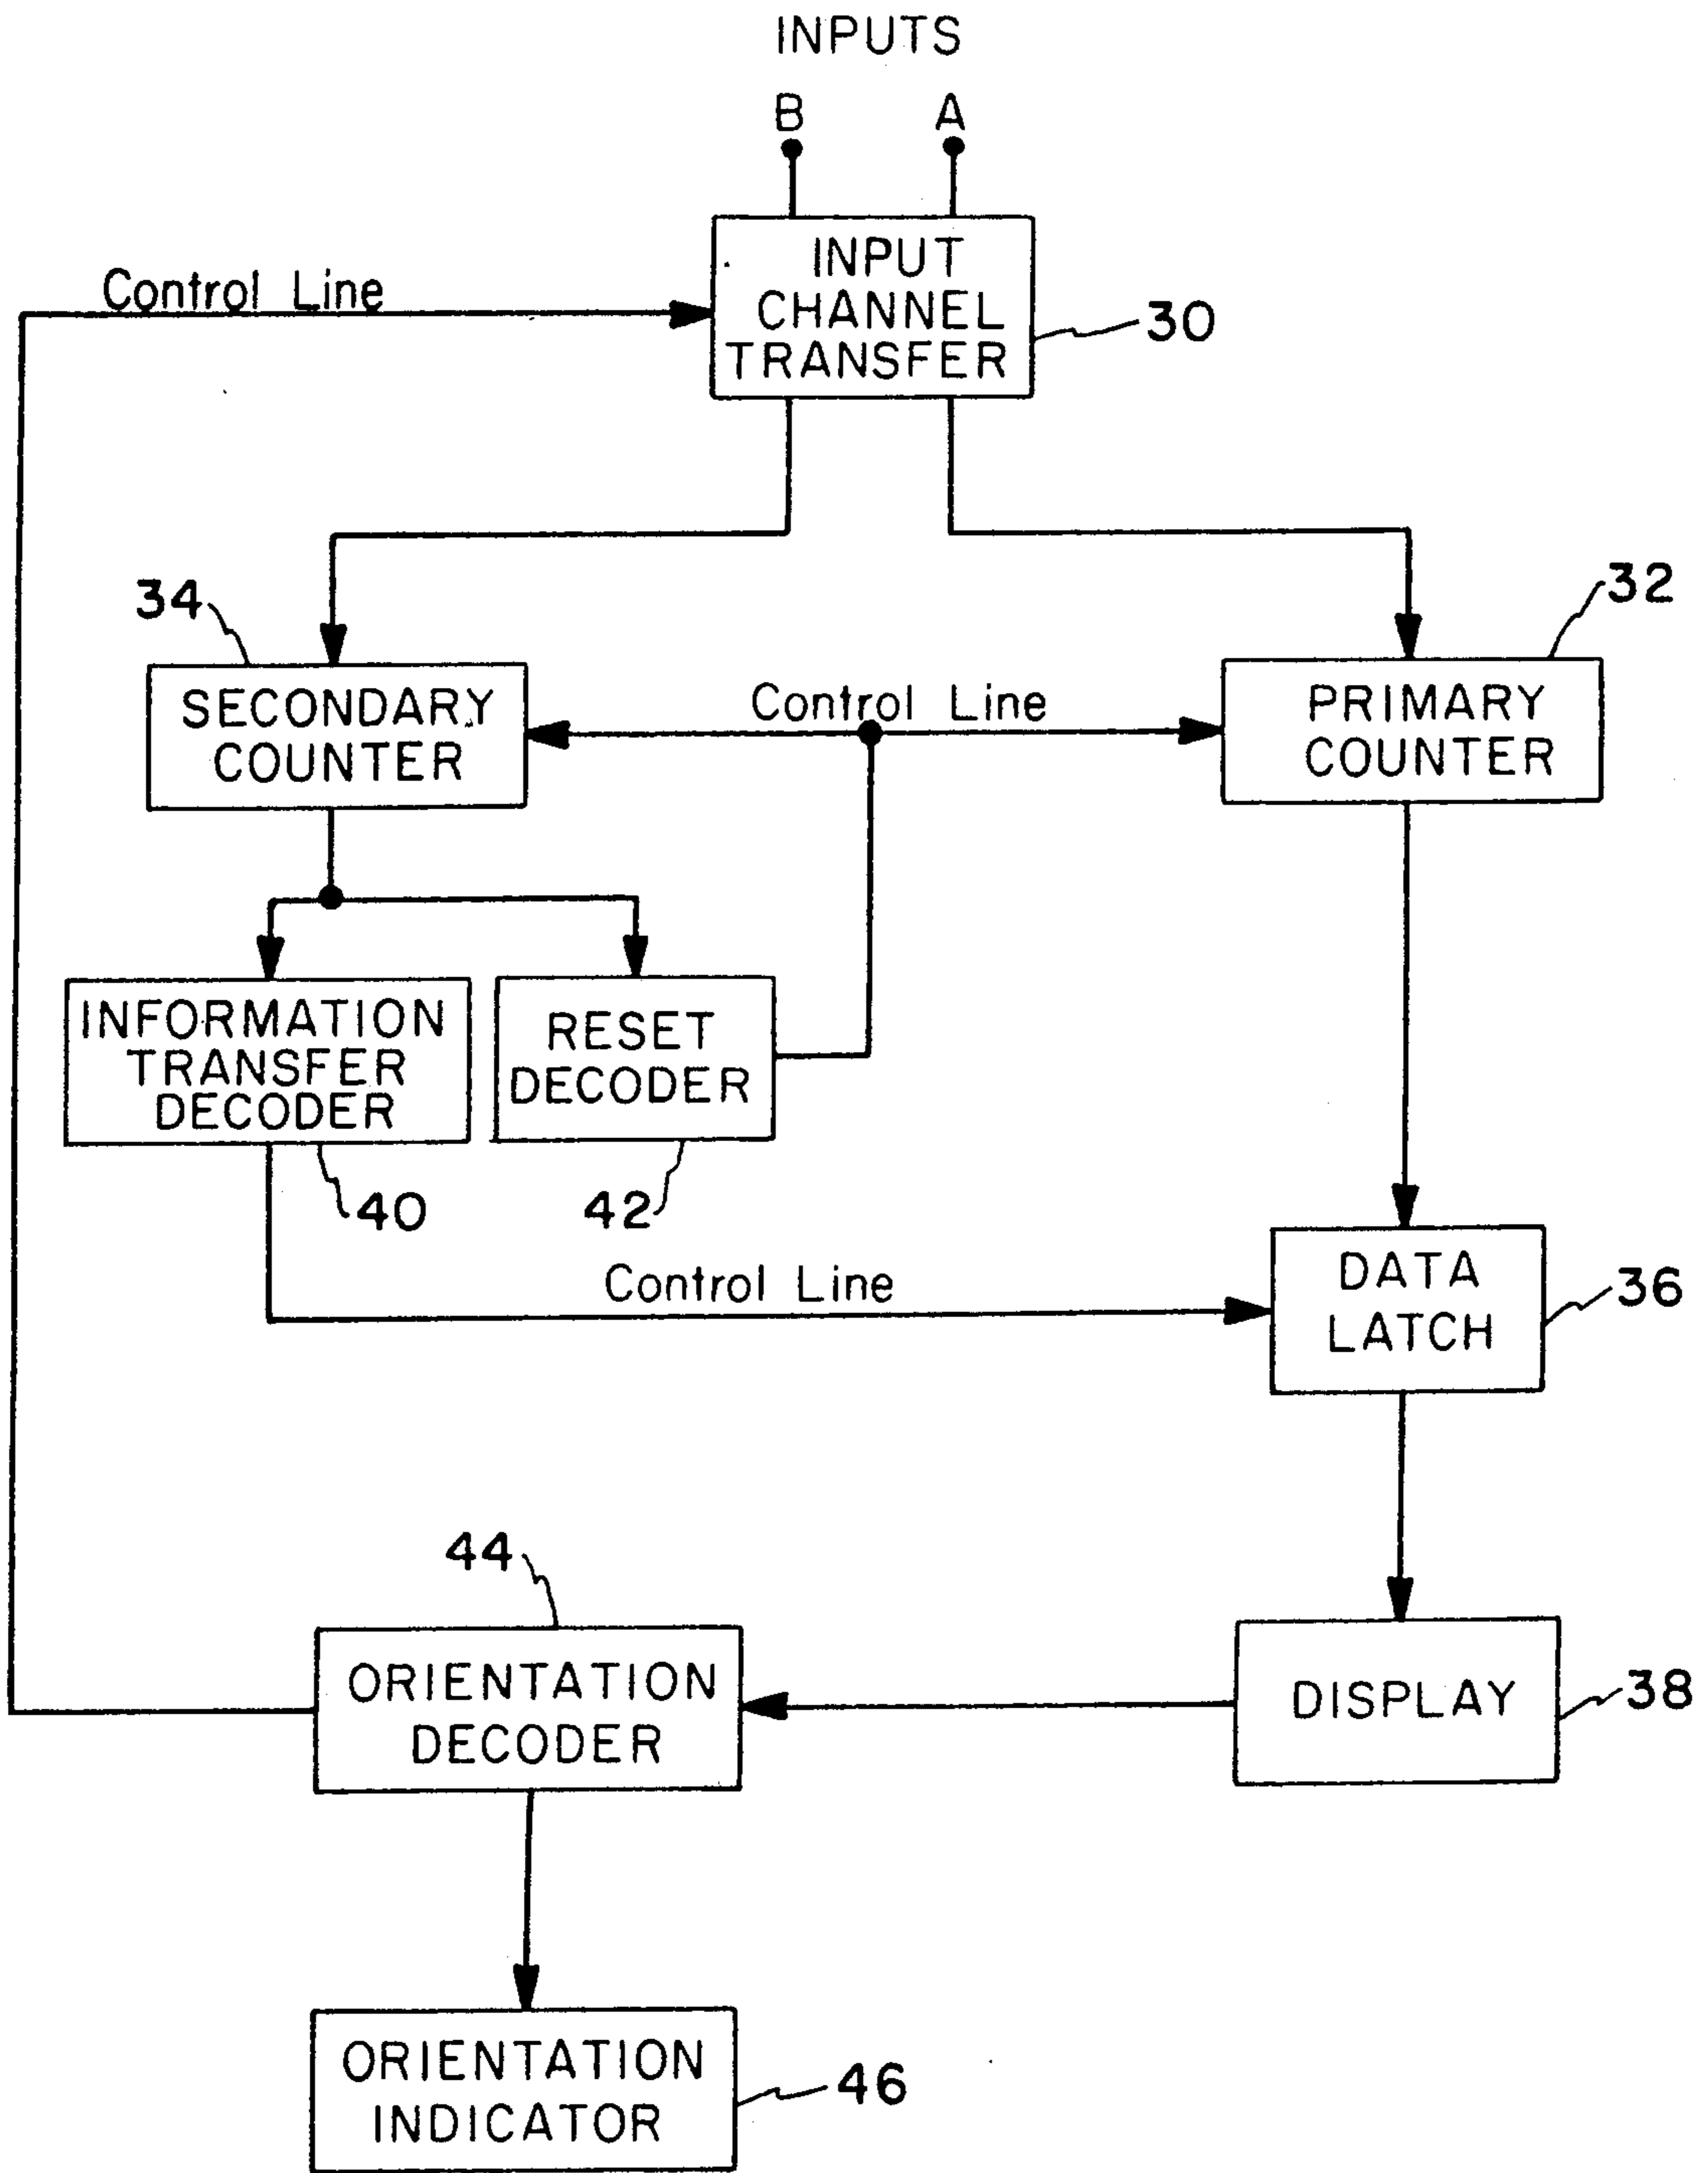 INPUTS
B A
INPUT
CHANNEL
TRANSFER
30
Control Line
34
32
SECONDARY
COUNTER
Control Line
PRIMARY
COUNTER
INFORMATION
TRANSFER
DECODER
RESET
DECODER
40
42
Control Line
DATA
LATCH
36
44
ORIENTATION
DECODER
DISPLAY
38
ORIENTATION
INDICATOR
46